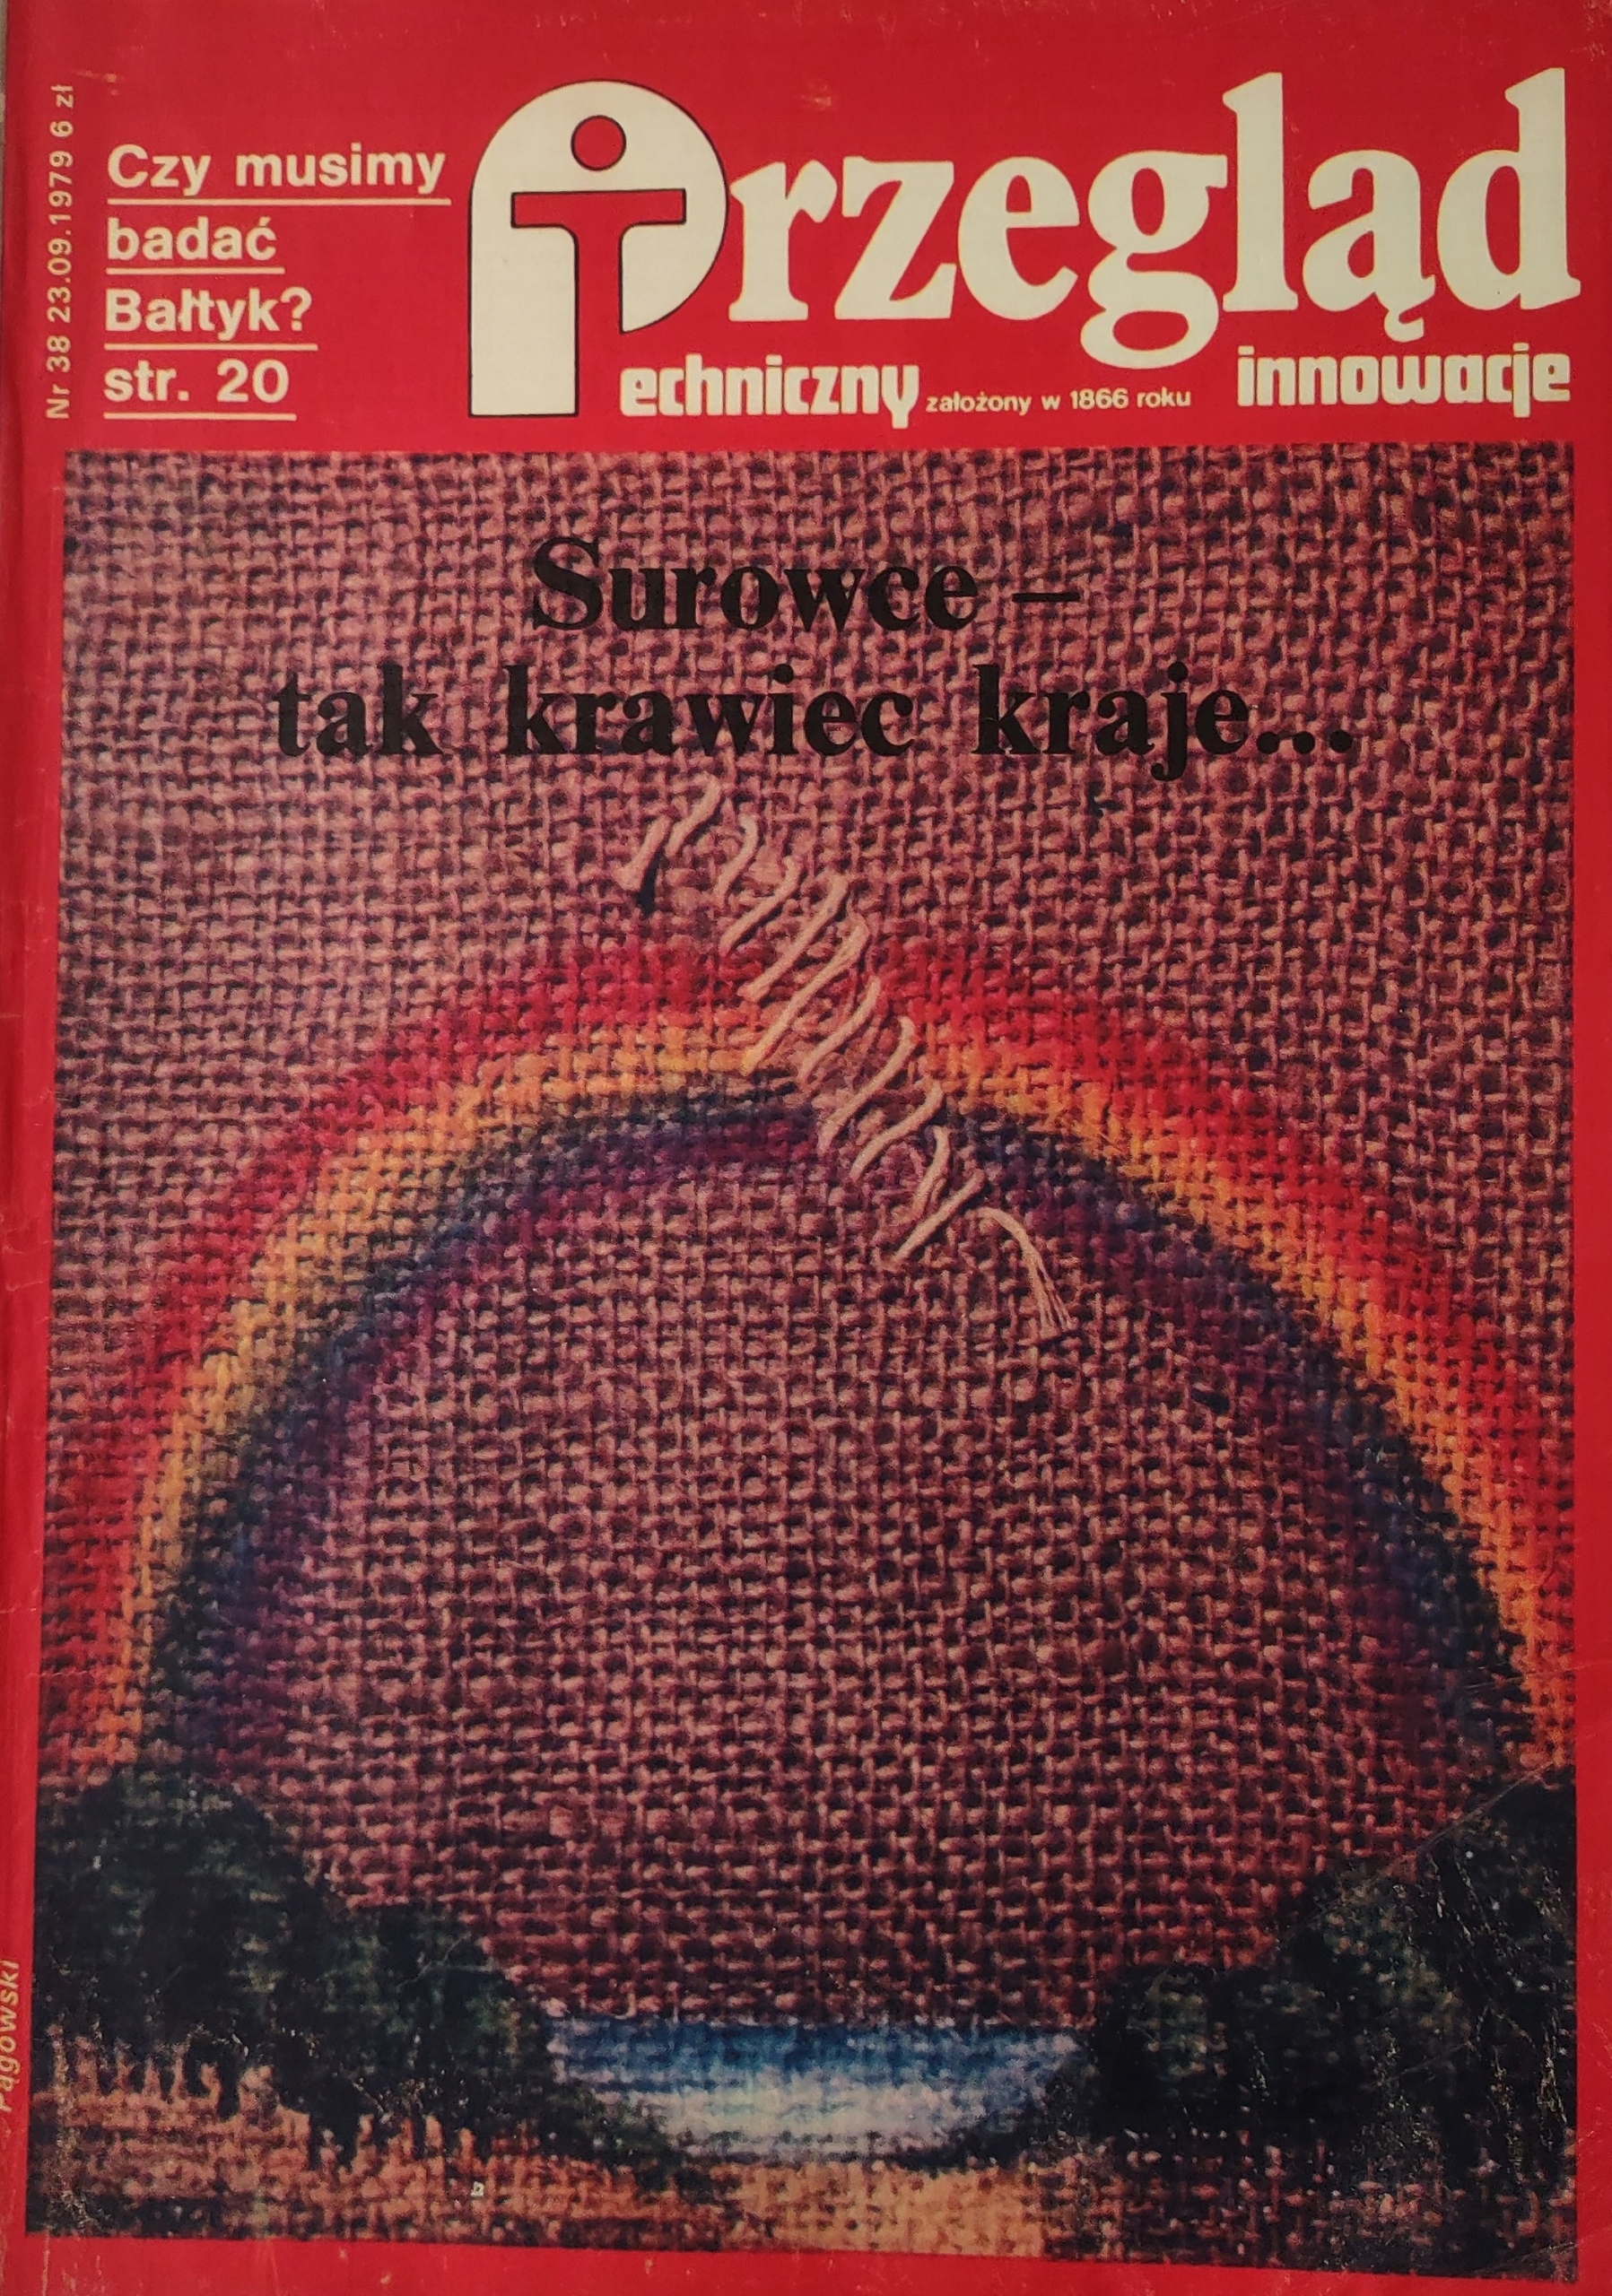 Nr 38 23.09.1979 6 zł
Czy musimy
badać
Bałtyk?
str. 20
Przegląd
Techniczny założony w 1866 roku innowacje
Surowce –
tak krawiec kraje...
Pągowski